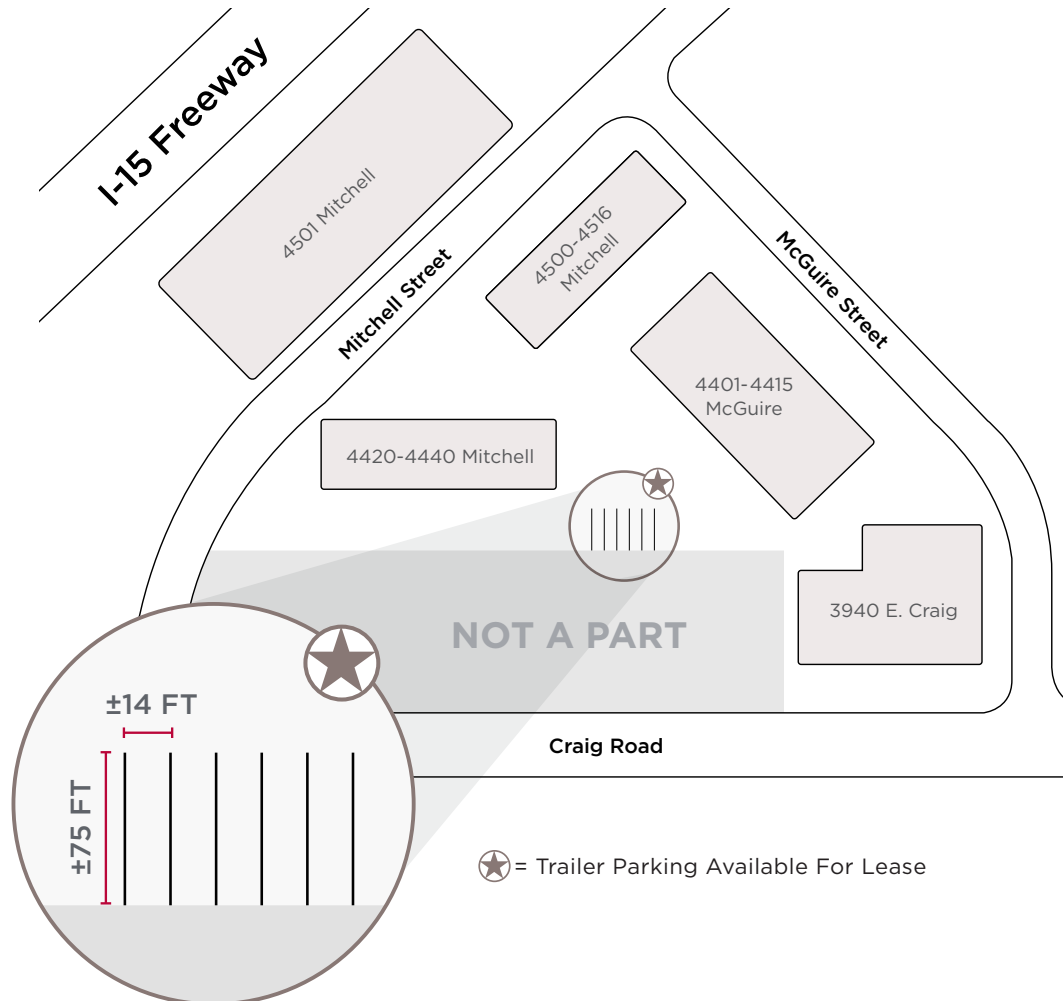 I-15 Freeway
4501 Mitchell
Mitchell Street
4500-4516
Mitchell
McGuire Street
4401-4415
McGuire
4420-4440 Mitchell
3940 E. Craig
NOT A PART
±14 FT
±75 FT
Craig Road
= Trailer Parking Available For Lease